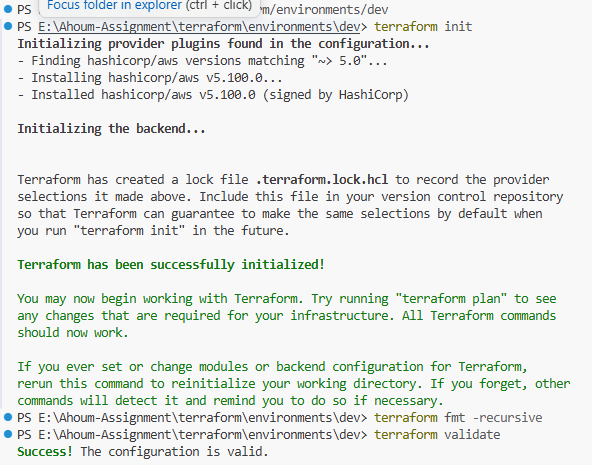 Focus folder in explorer (ctrl + click)
PS rm/environments/dev
PS E:\Ahoum-Assignment\terraform\environments\dev> terraform init
Initializing provider plugins found in the configuration...
- Finding hashicorp/aws versions matching "~> 5.0"...
- Installing hashicorp/aws v5.100.0...
- Installed hashicorp/aws v5.100.0 (signed by HashiCorp)
Initializing the backend...
Terraform has created a lock file .terraform.lock.hcl to record the provider
selections it made above. Include this file in your version control repository
so that Terraform can guarantee to make the same selections by default when
you run "terraform init" in the future.
Terraform has been successfully initialized!
You may now begin working with Terraform. Try running "terraform plan" to see
any changes that are required for your infrastructure. All Terraform commands
should now work.
If you ever set or change modules or backend configuration for Terraform,
rerun this command to reinitialize your working directory. If you forget, other
commands will detect it and remind you to do so if necessary.
PS E:\Ahoum-Assignment\terraform\environments\dev> terraform fmt -recursive
PS E:\Ahoum-Assignment\terraform\environments\dev> terraform validate
Success! The configuration is valid.